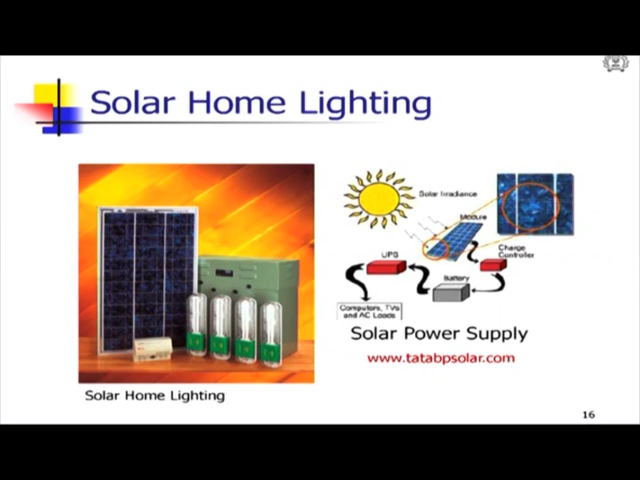 Solar Home Lighting
Solar Irradiance
Module
UPS
Charge
Controller
Battery
Computers, TVs
and AC Loads
Solar Power Supply
www.tatabpsolar.com
Solar Home Lighting
16